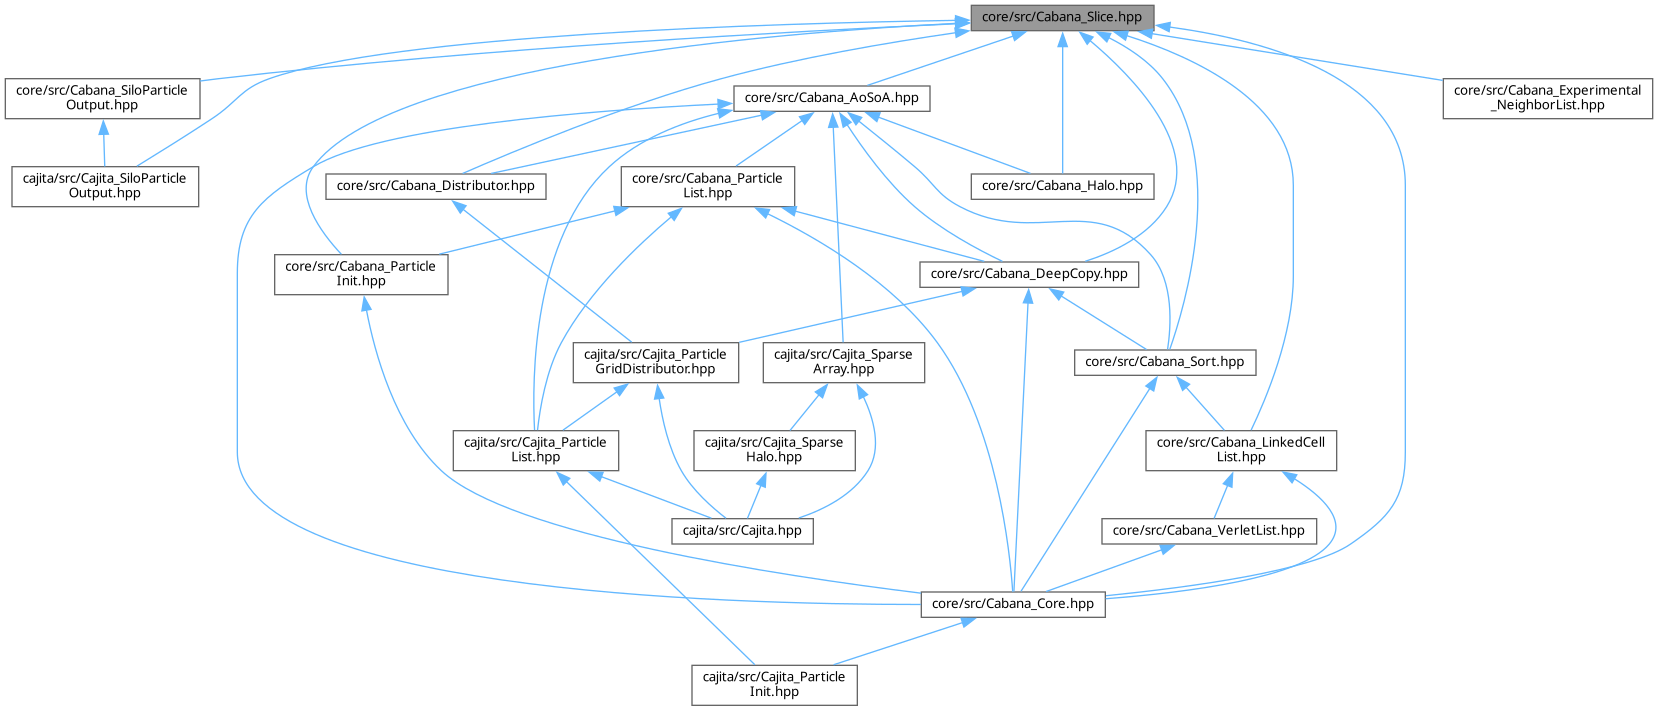 core/src/Cabana_Slice.hpp
core/src/Cabana_SiloParticle
Output.hpp
core/src/Cabana_AoSoA.hpp
core/src/Cabana_Experimental
_NeighborList.hpp
cajita/src/Cajita_SiloParticle
Output.hpp
core/src/Cabana_Distributor.hpp
core/src/Cabana_Particle
List.hpp
core/src/Cabana_Halo.hpp
core/src/Cabana_Particle
Init.hpp
core/src/Cabana_DeepCopy.hpp
cajita/src/Cajita_Particle
GridDistributor.hpp
cajita/src/Cajita_Sparse
Array.hpp
core/src/Cabana_Sort.hpp
cajita/src/Cajita_Particle
List.hpp
cajita/src/Cajita_Sparse
Halo.hpp
core/src/Cabana_LinkedCell
List.hpp
cajita/src/Cajita.hpp
core/src/Cabana_VerletList.hpp
core/src/Cabana_Core.hpp
cajita/src/Cajita_Particle
Init.hpp